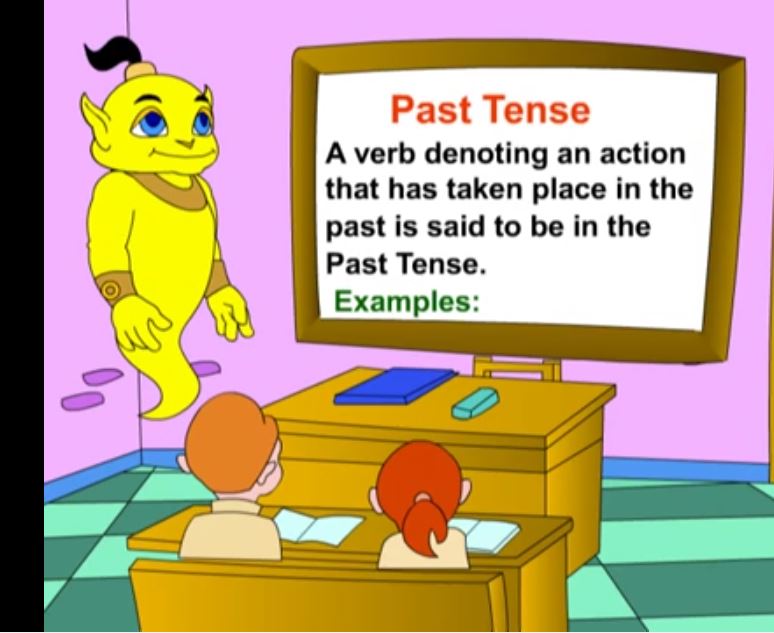 Past Tense
A verb denoting an action
that has taken place in the
past is said to be in the
Past Tense.
Examples: